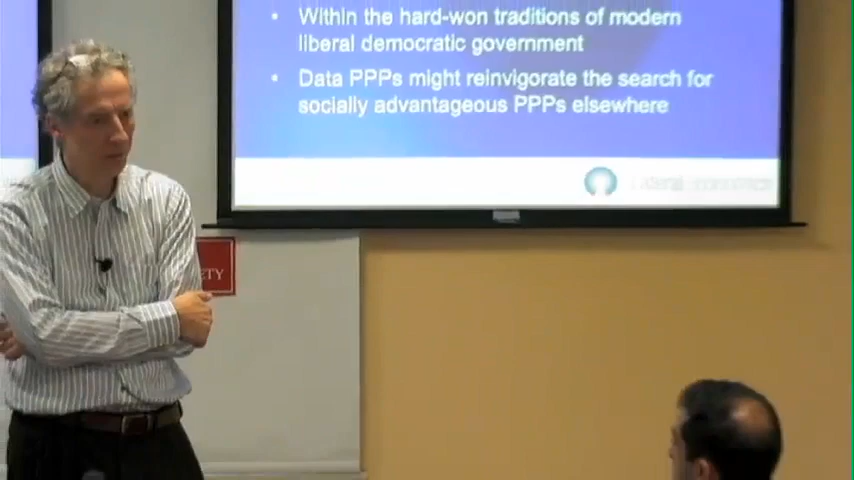 • Within the hard-won traditions of modern
liberal democratic government
• Data PPPs might reinvigorate the search for
socially advantageous PPPs elsewhere
ETY